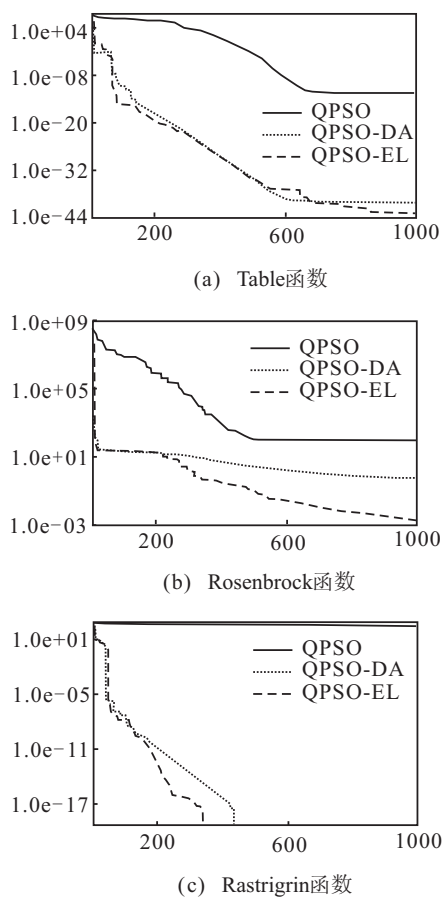 1.0e+04
1.0e−08
1.0e−20
1.0e−32
1.0e−44
QPSO
QPSO-DA
QPSO-EL
200
600
1000
(a) Table函数
1.0e+09
1.0e+05
1.0e+01
1.0e−03
QPSO
QPSO-DA
QPSO-EL
200
600
1000
(b) Rosenbrock函数
1.0e+01
1.0e−05
1.0e−11
1.0e−17
QPSO
QPSO-DA
QPSO-EL
200
600
1000
(c) Rastrigrin函数